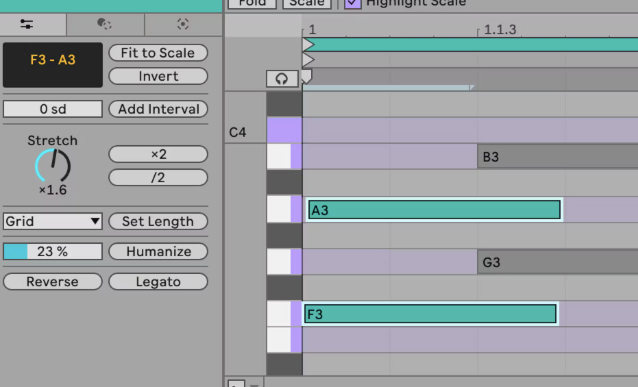 Fold Scale Highlight Scale
1 1.1.3
F3 - A3
Fit to Scale
Invert
0 sd
Add Interval
Stretch
×1.6
×2
/2
Grid
Set Length
23 %
Humanize
Reverse
Legato
C4
B3
A3
G3
F3